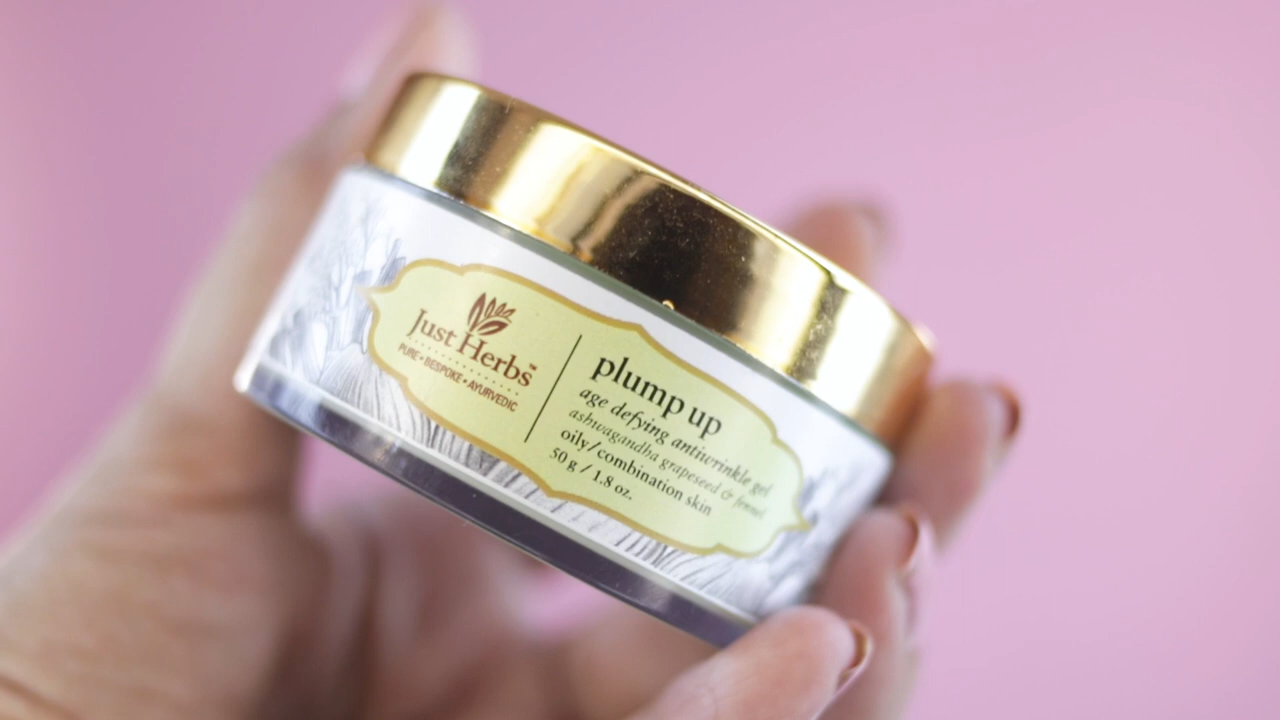 Just Herbs™
PURE • BESPOKE • AYURVEDIC
plump up
age defying antiwrinkle gel
ashwagandha grapeseed & fennel
oily/combination skin
50 g / 1.8 oz.